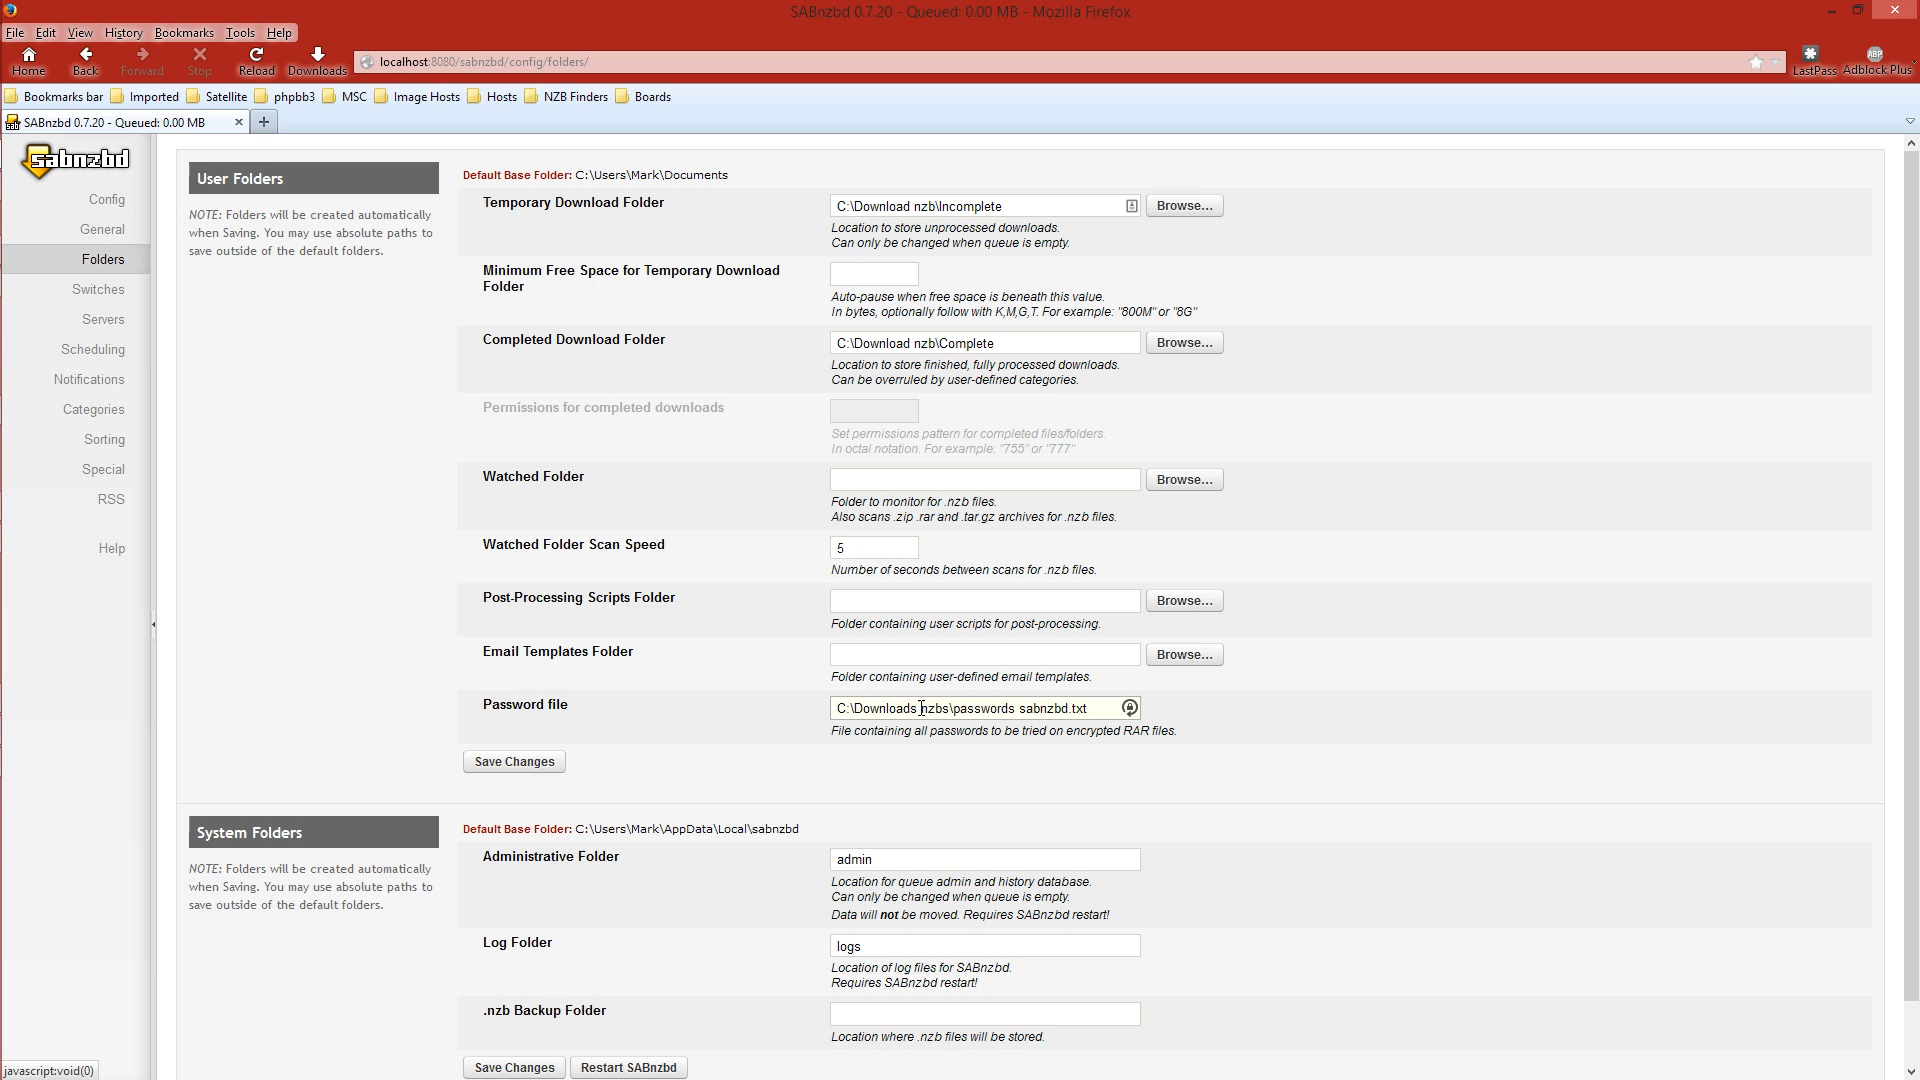 SABnzbd 0.7.20 - Queued: 0.00 MB - Mozilla Firefox
File Edit View History Bookmarks Tools Help
Home Back Forward Stop Reload Downloads localhost:8080/sabnzbd/config/folders/ LastPass Adblock Plus
Bookmarks bar Imported Satellite phpbb3 MSC Image Hosts Hosts NZB Finders Boards
SABnzbd 0.7.20 - Queued: 0.00 MB
sabnzbd
Config
General
Folders
Switches
Servers
Scheduling
Notifications
Categories
Sorting
Special
RSS
Help
User Folders
NOTE: Folders will be created automatically
when Saving. You may use absolute paths to
save outside of the default folders.
Default Base Folder: C:\Users\Mark\Documents
Temporary Download Folder C:\Download nzb\Incomplete Browse...
Location to store unprocessed downloads.
Can only be changed when queue is empty.
Minimum Free Space for Temporary Download
Folder
Auto-pause when free space is beneath this value.
In bytes, optionally follow with K,M,G,T. For example: "800M" or "8G"
Completed Download Folder C:\Download nzb\Complete Browse...
Location to store finished, fully processed downloads.
Can be overruled by user-defined categories.
Permissions for completed downloads
Set permissions pattern for completed files/folders.
In octal notation. For example: "755" or "777"
Watched Folder Browse...
Folder to monitor for .nzb files.
Also scans .zip .rar and .tar.gz archives for .nzb files.
Watched Folder Scan Speed 5
Number of seconds between scans for .nzb files.
Post-Processing Scripts Folder Browse...
Folder containing user scripts for post-processing.
Email Templates Folder Browse...
Folder containing user-defined email templates.
Password file C:\Downloads nzbs\passwords sabnzbd.txt
File containing all passwords to be tried on encrypted RAR files.
Save Changes
System Folders
NOTE: Folders will be created automatically
when Saving. You may use absolute paths to
save outside of the default folders.
Default Base Folder: C:\Users\Mark\AppData\Local\sabnzbd
Administrative Folder admin
Location for queue admin and history database.
Can only be changed when queue is empty.
Data will not be moved. Requires SABnzbd restart!
Log Folder logs
Location of log files for SABnzbd.
Requires SABnzbd restart!
.nzb Backup Folder
Location where .nzb files will be stored.
Save Changes Restart SABnzbd
javascript:void(0)